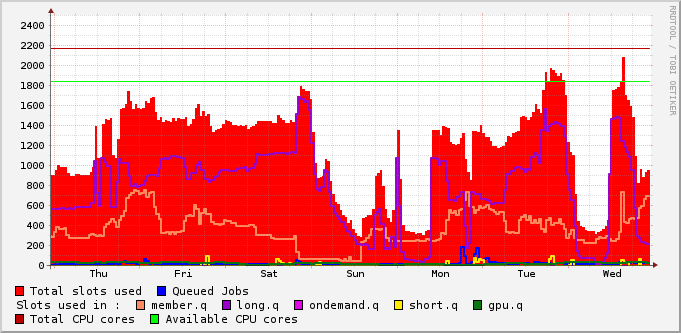 2400
2200
2000
1800
1600
1400
1200
1000
800
600
400
200
0
Thu Fri Sat Sun Mon Tue Wed
RRDTOOL / TOBI OETIKER
Total slots used Queued Jobs
Slots used in : member.q long.q ondemand.q short.q gpu.q
Total CPU cores Available CPU cores